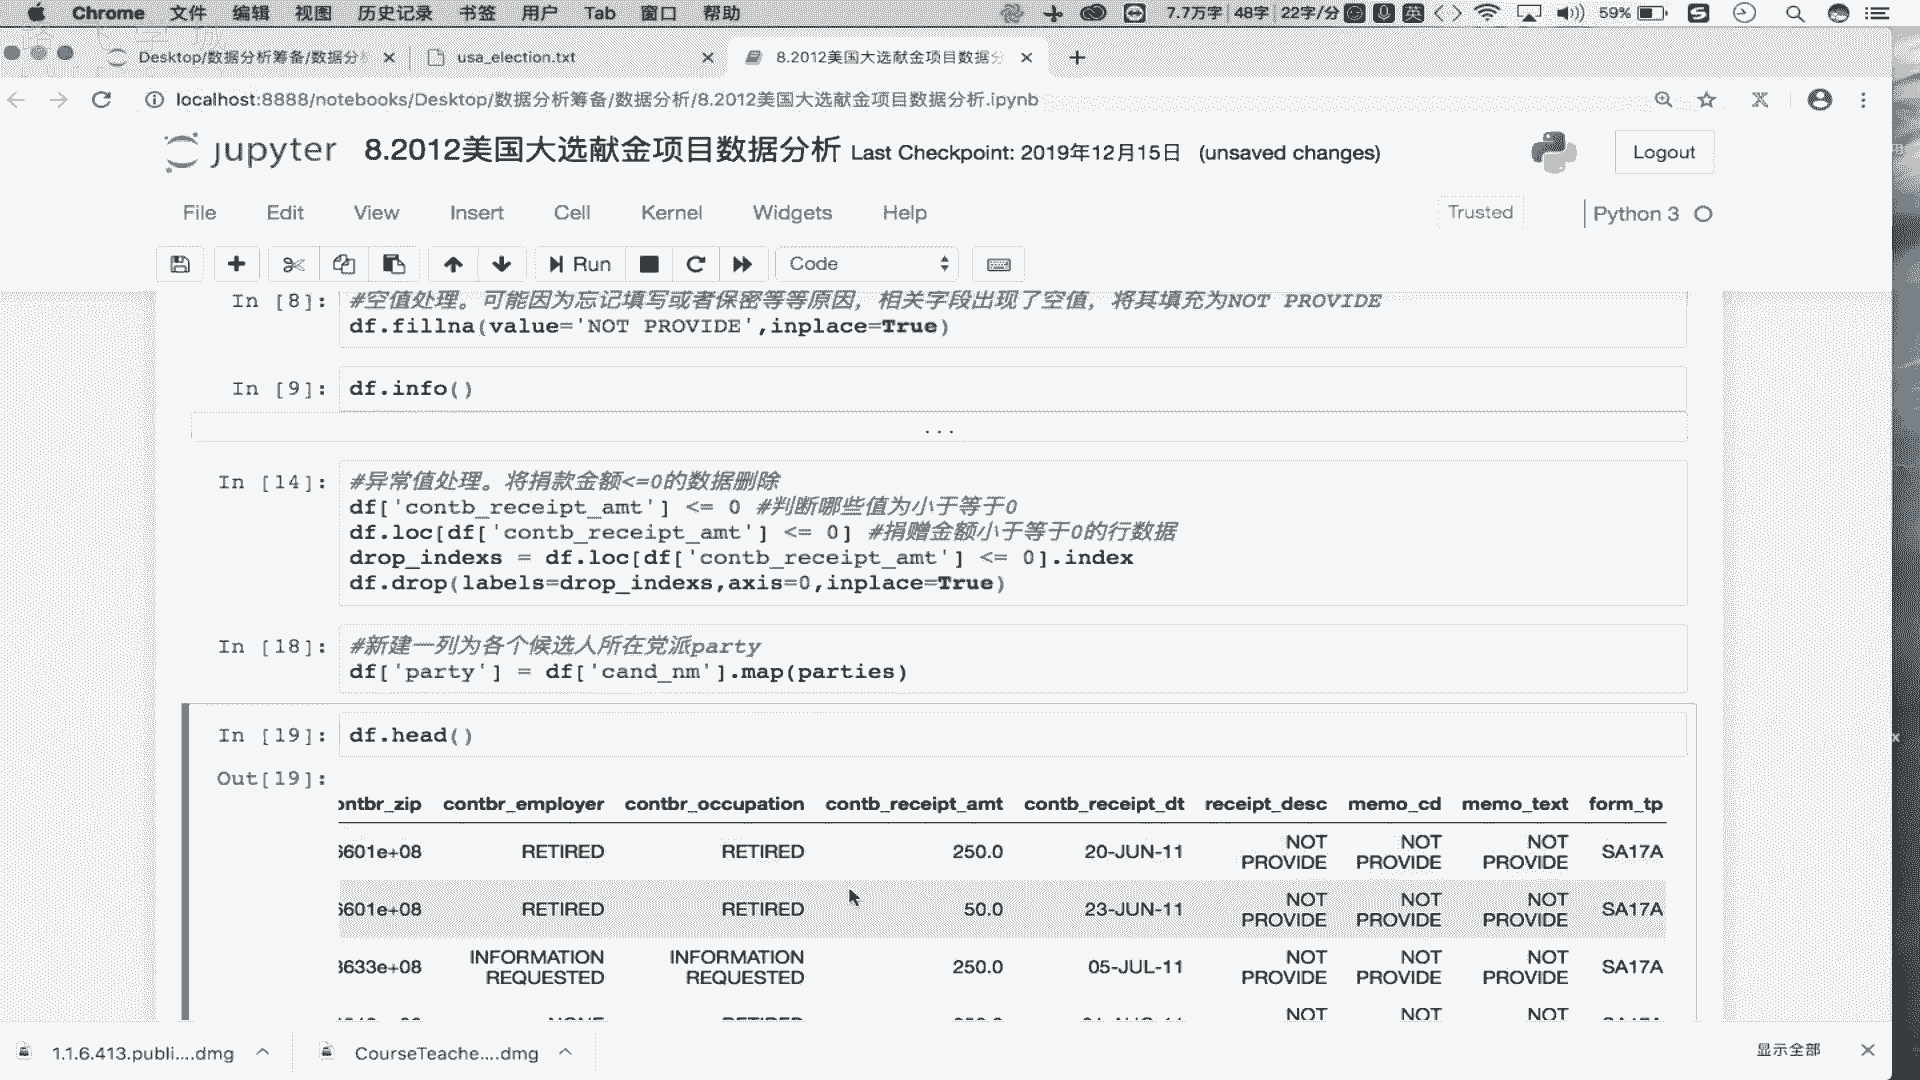 Chrome 文件 编辑 视图 历史记录 书签 用户 Tab 窗口 帮助 7.7万字 48字 22字/分 英 59%
Desktop/数据分析筹备/数据分析 usa_election.txt 8.2012美国大选献金项目数据分
localhost:8888/notebooks/Desktop/数据分析筹备/数据分析/8.2012美国大选献金项目数据分析.ipynb
jupyter 8.2012美国大选献金项目数据分析 Last Checkpoint: 2019年12月15日 (unsaved changes) Logout
File Edit View Insert Cell Kernel Widgets Help Trusted Python 3
Run Code
In [8]: #空值处理。可能因为忘记填写或者保密等等原因，相关字段出现了空值，将其填充为NOT PROVIDE
df.fillna(value='NOT PROVIDE',inplace=True)
In [9]: df.info()
...
In [14]: #异常值处理。将捐款金额<=0的数据删除
df['contb_receipt_amt'] <= 0 #判断哪些值为小于等于0
df.loc[df['contb_receipt_amt'] <= 0] #捐赠金额小于等于0的行数据
drop_indexs = df.loc[df['contb_receipt_amt'] <= 0].index
df.drop(labels=drop_indexs,axis=0,inplace=True)
In [18]: #新建一列为各个候选人所在党派party
df['party'] = df['cand_nm'].map(parties)
In [19]: df.head()
Out[19]:
ontbr_zip contbr_employer contbr_occupation contb_receipt_amt contb_receipt_dt receipt_desc memo_cd memo_text form_tp
6601e+08 RETIRED RETIRED 250.0 20-JUN-11 NOT PROVIDE NOT PROVIDE NOT PROVIDE SA17A
6601e+08 RETIRED RETIRED 50.0 23-JUN-11 NOT PROVIDE NOT PROVIDE NOT PROVIDE SA17A
3633e+08 INFORMATION REQUESTED INFORMATION REQUESTED 250.0 05-JUL-11 NOT PROVIDE NOT PROVIDE NOT PROVIDE SA17A
NOT NOT NOT
1.1.6.413.publi....dmg CourseTeache....dmg 显示全部